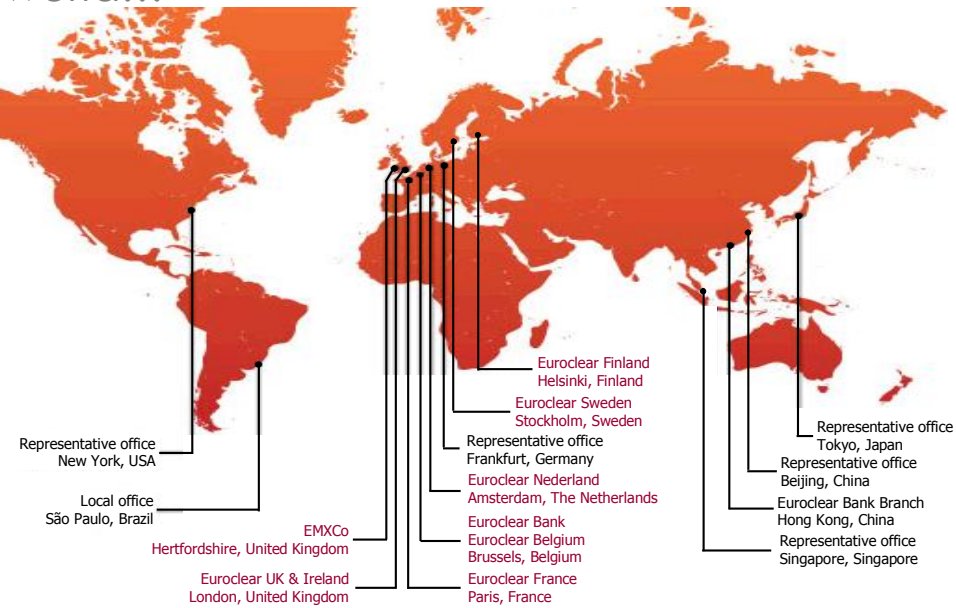 Euroclear Finland
Helsinki, Finland
Euroclear Sweden
Stockholm, Sweden
Representative office
Tokyo, Japan
Representative office
New York, USA
Representative office
Frankfurt, Germany
Representative office
Beijing, China
Euroclear Nederland
Amsterdam, The Netherlands
Local office
São Paulo, Brazil
Euroclear Bank Branch
Hong Kong, China
EMXCo
Hertfordshire, United Kingdom
Euroclear Bank
Euroclear Belgium
Brussels, Belgium
Representative office
Singapore, Singapore
Euroclear UK & Ireland
London, United Kingdom
Euroclear France
Paris, France